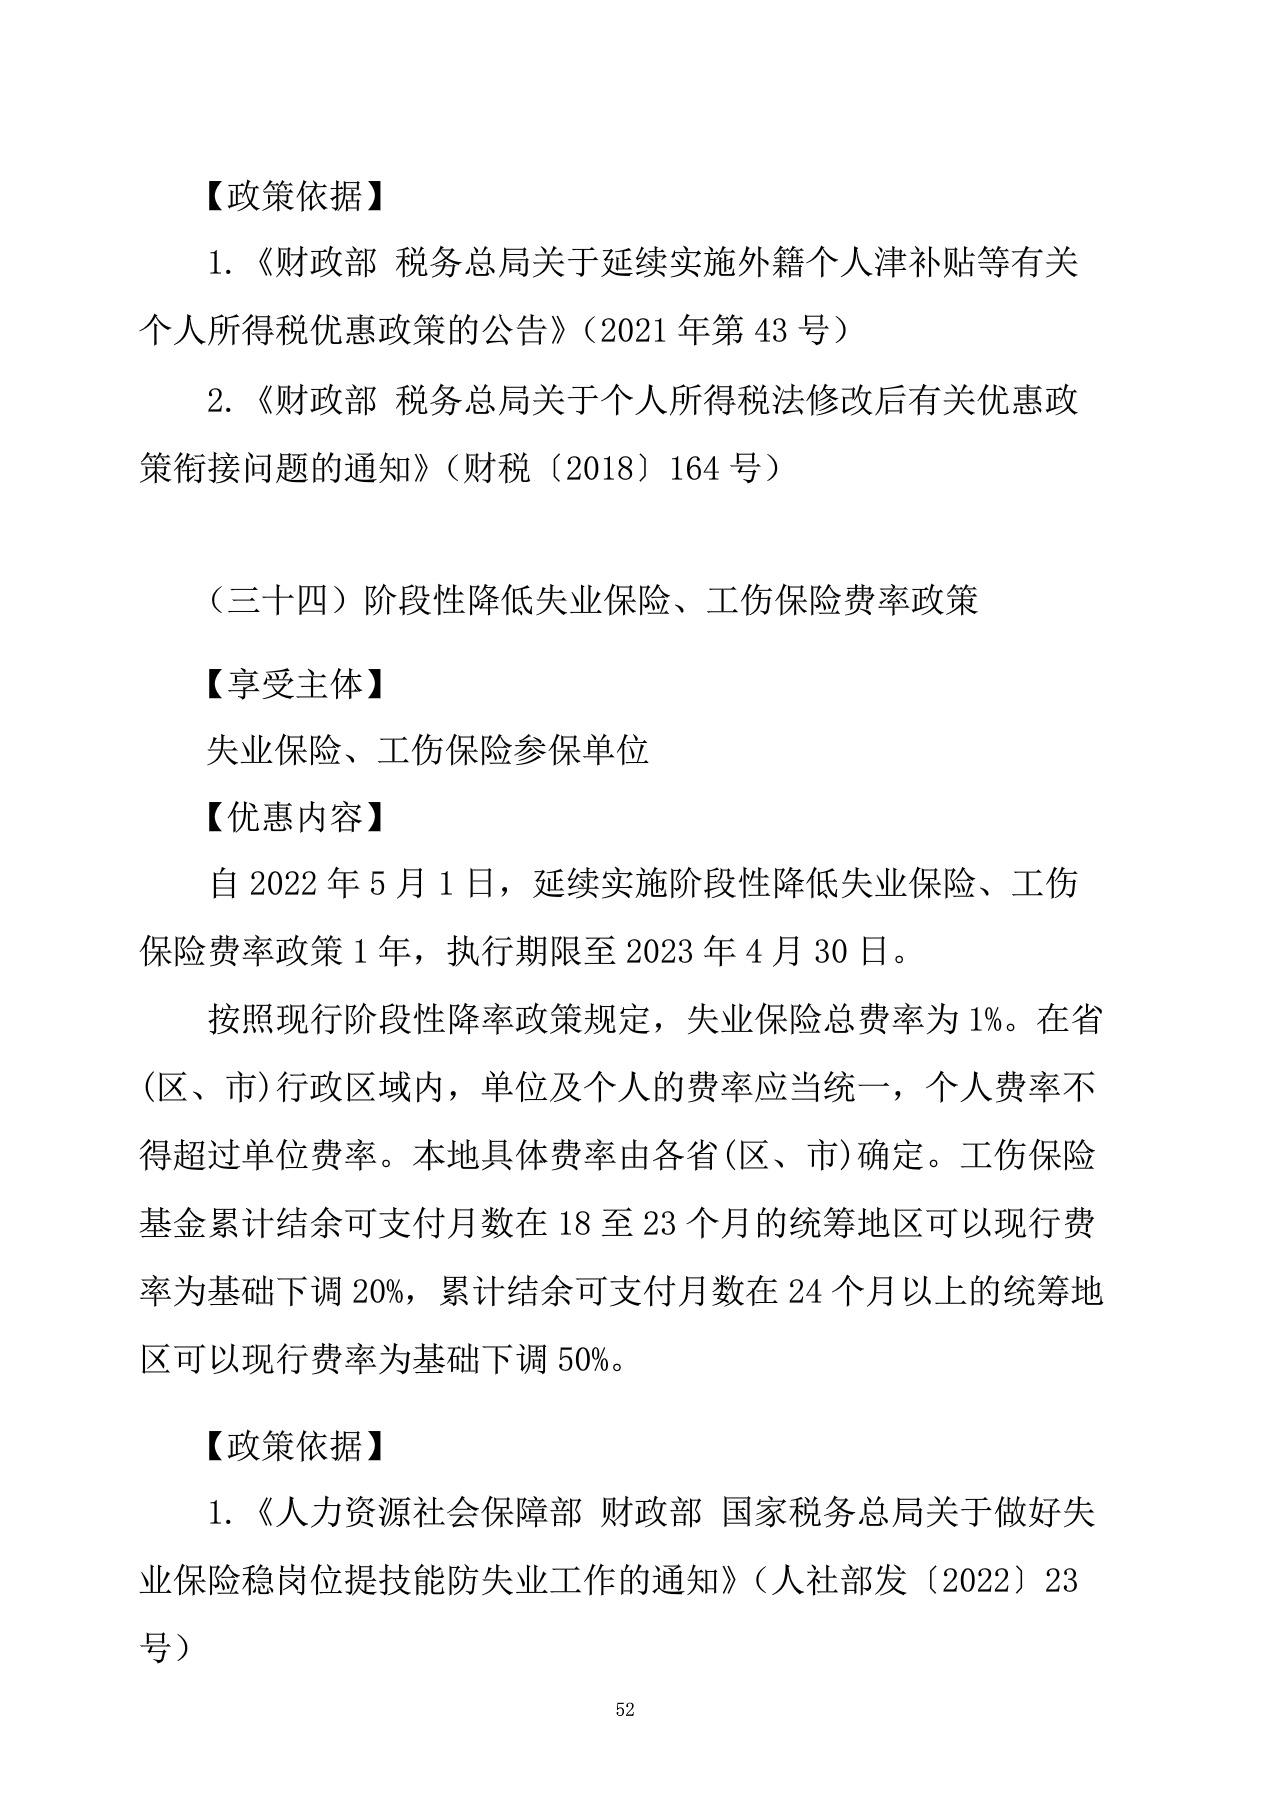 【政策依据】
1.《财政部 税务总局关于延续实施外籍个人津补贴等有关
个人所得税优惠政策的公告》（2021 年第 43 号）
2.《财政部 税务总局关于个人所得税法修改后有关优惠政
策衔接问题的通知》（财税〔2018〕164 号）
（三十四）阶段性降低失业保险、工伤保险费率政策
【享受主体】
失业保险、工伤保险参保单位
【优惠内容】
自 2022 年 5 月 1 日，延续实施阶段性降低失业保险、工伤
保险费率政策 1 年，执行期限至 2023 年 4 月 30 日。
按照现行阶段性降率政策规定，失业保险总费率为 1%。在省
(区、市)行政区域内，单位及个人的费率应当统一，个人费率不
得超过单位费率。本地具体费率由各省(区、市)确定。工伤保险
基金累计结余可支付月数在 18 至 23 个月的统筹地区可以现行费
率为基础下调 20%，累计结余可支付月数在 24 个月以上的统筹地
区可以现行费率为基础下调 50%。
【政策依据】
1.《人力资源社会保障部 财政部 国家税务总局关于做好失
业保险稳岗位提技能防失业工作的通知》（人社部发〔2022〕23
号）
52